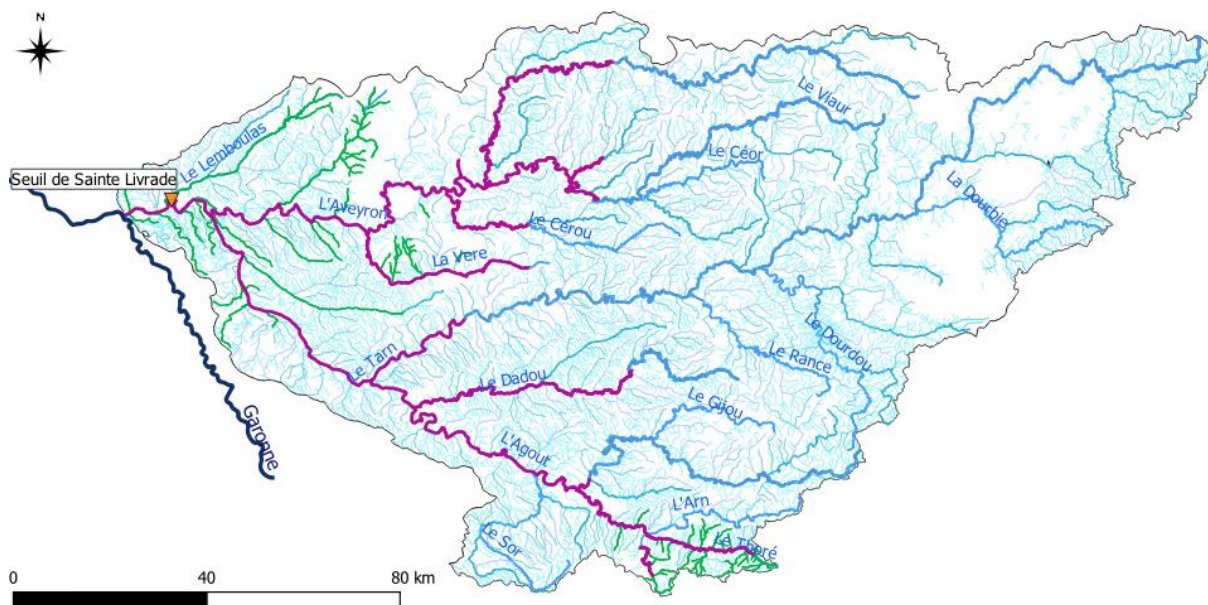 N
Le Viaur
Le Lemboulas
Le Céor
Seuil de Sainte Livrade
La Dourbie
L'Aveyron
Le Cérou
La Vere
Le Dourdou
Le Rance
Le Tarn
Le Dadou
Le Gijou
Garonne
L'Agout
L'Arn
Le Sor
Le Thoré
0 40 80 km